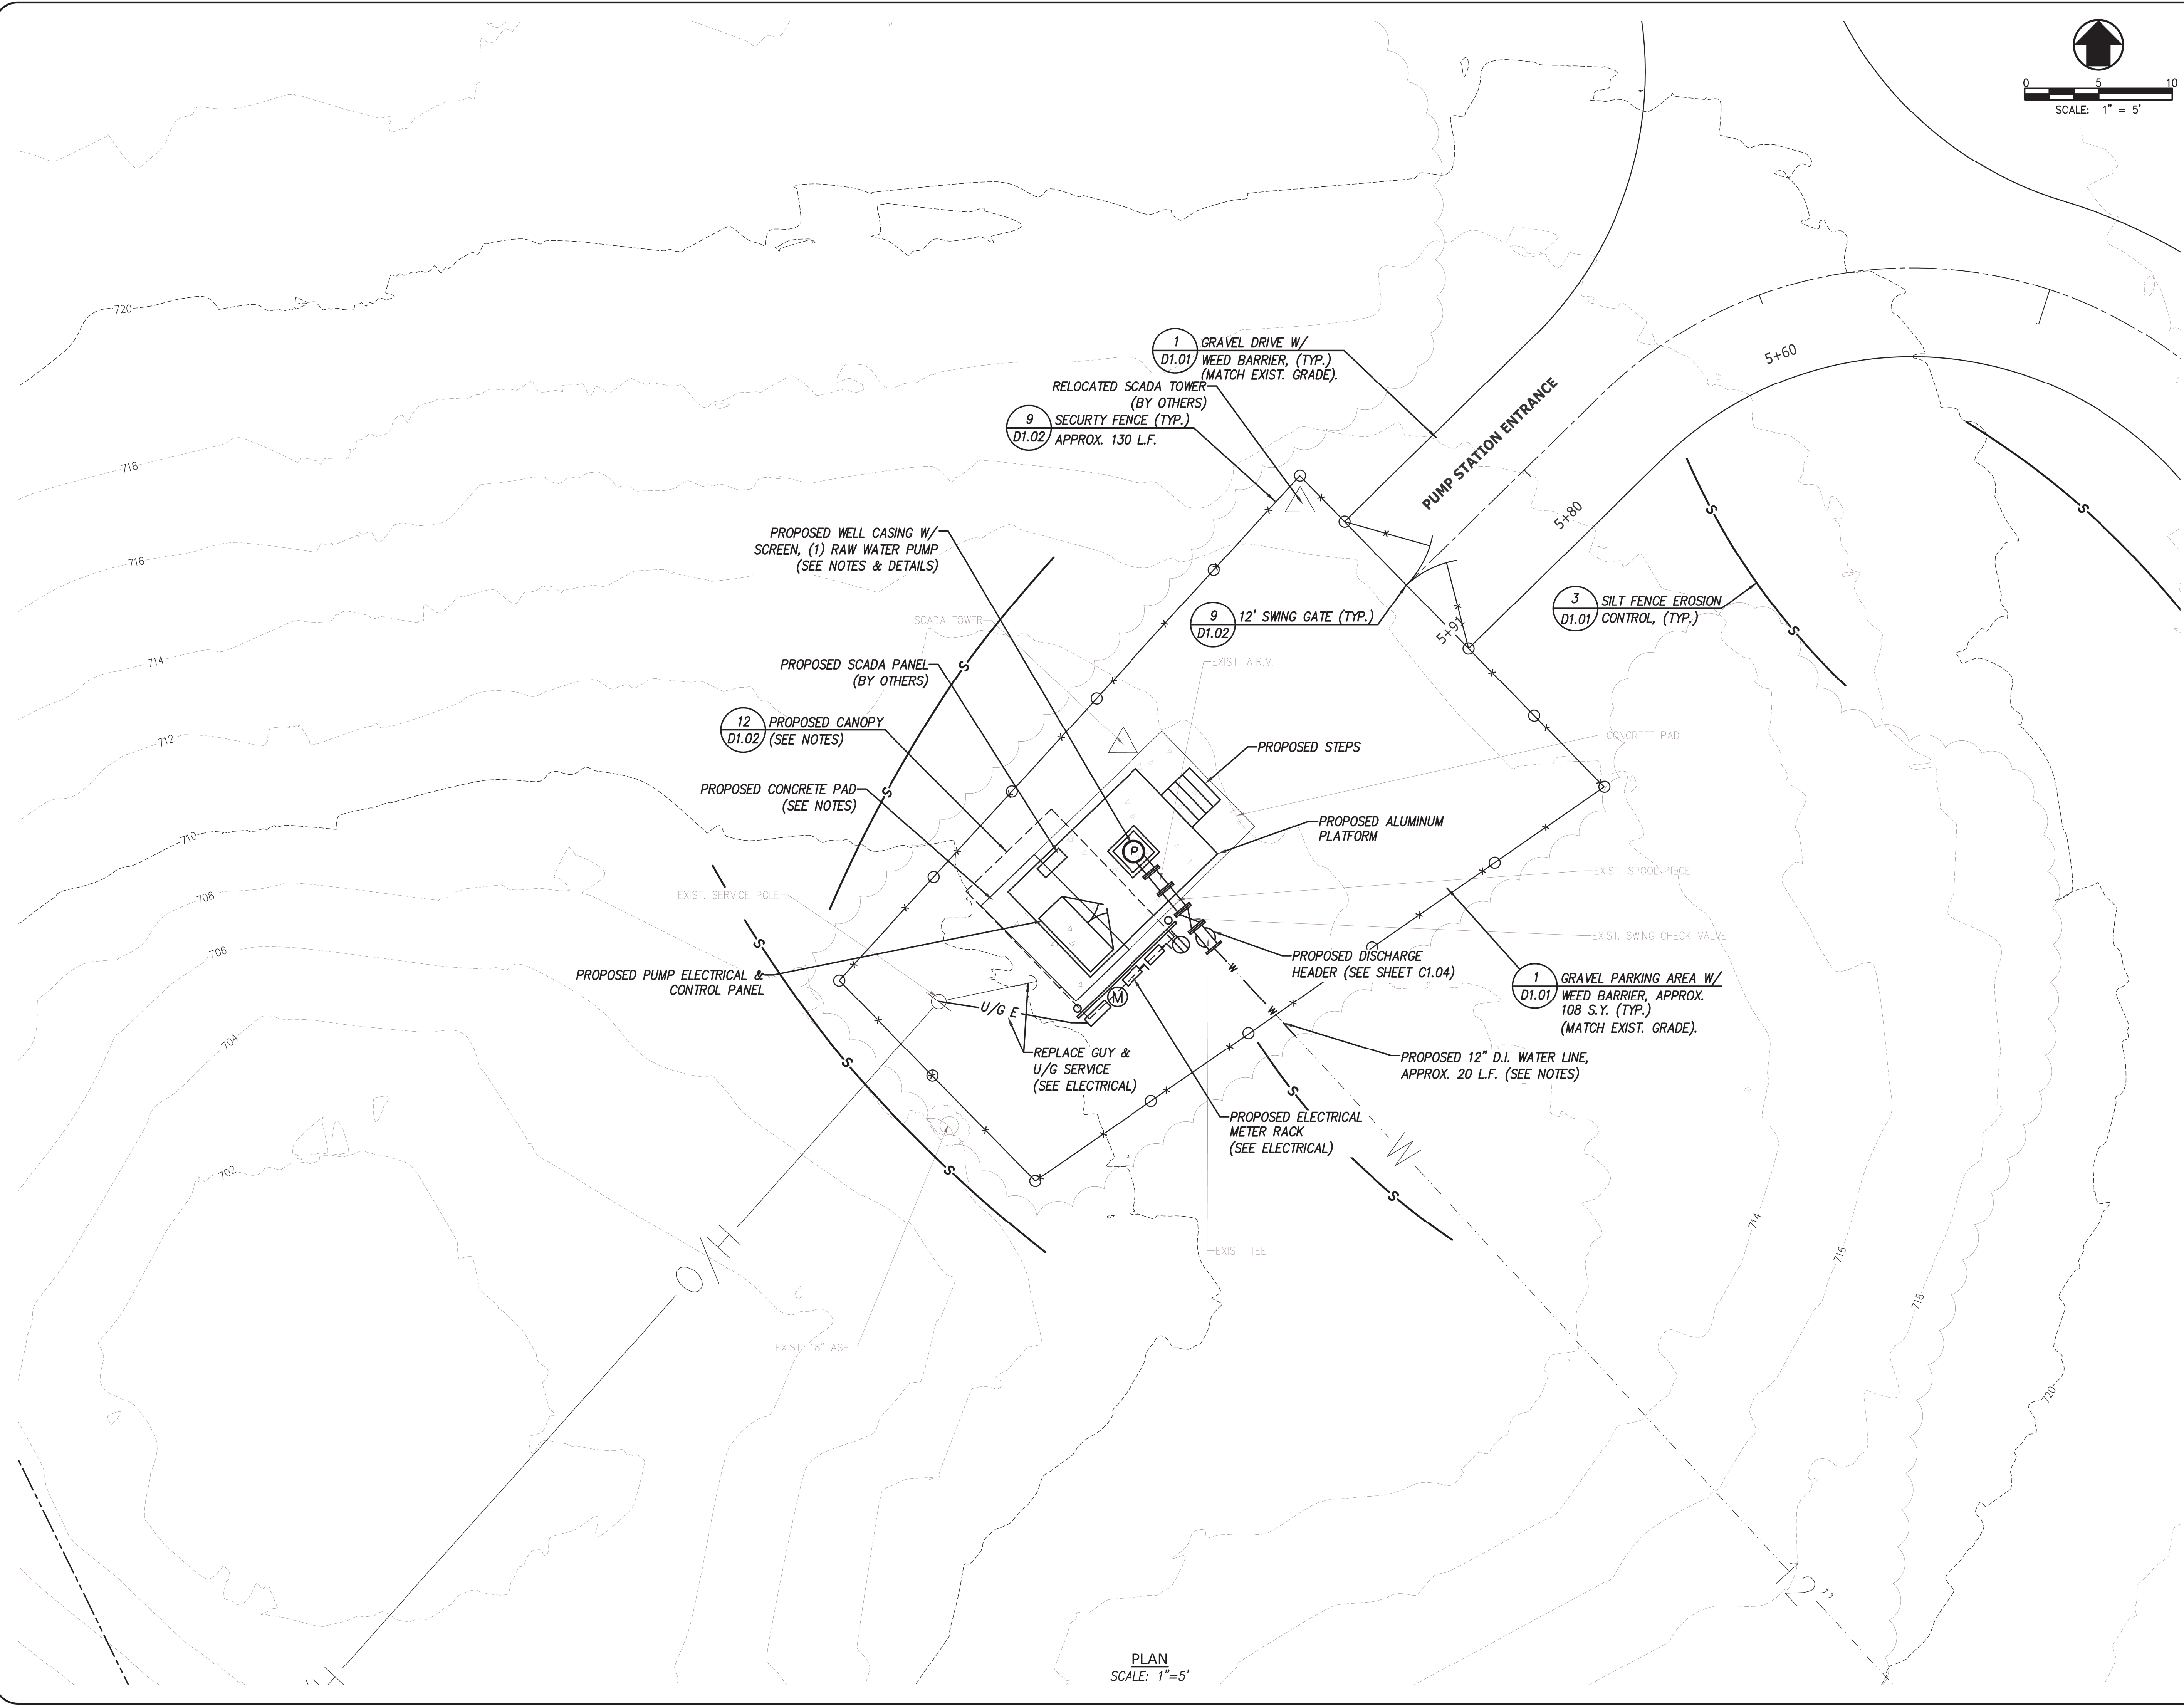 0 5 10
SCALE: 1" = 5'
720
718
716
714
712
710
708
706
704
702
1
D1.01
GRAVEL DRIVE W/
WEED BARRIER, (TYP.)
(MATCH EXIST. GRADE).
RELOCATED SCADA TOWER
(BY OTHERS)
9
D1.02
SECURTY FENCE (TYP.)
APPROX. 130 L.F.
PUMP STATION ENTRANCE
5+60
5+80
5+91
PROPOSED WELL CASING W/
SCREEN, (1) RAW WATER PUMP
(SEE NOTES & DETAILS)
9
D1.02
12' SWING GATE (TYP.)
3
D1.01
SILT FENCE EROSION
CONTROL, (TYP.)
SCADA TOWER
EXIST. A.R.V.
PROPOSED SCADA PANEL
(BY OTHERS)
12
D1.02
PROPOSED CANOPY
(SEE NOTES)
PROPOSED STEPS
CONCRETE PAD
PROPOSED CONCRETE PAD
(SEE NOTES)
PROPOSED ALUMINUM
PLATFORM
P
EXIST. SERVICE POLE
EXIST. SPOOL PIECE
EXIST. SWING CHECK VALVE
PROPOSED PUMP ELECTRICAL &
CONTROL PANEL
PROPOSED DISCHARGE
HEADER (SEE SHEET C1.04)
1
D1.01
GRAVEL PARKING AREA W/
WEED BARRIER, APPROX.
108 S.Y. (TYP.)
(MATCH EXIST. GRADE).
M
U/G E
REPLACE GUY &
U/G SERVICE
(SEE ELECTRICAL)
PROPOSED 12" D.I. WATER LINE,
APPROX. 20 L.F. (SEE NOTES)
PROPOSED ELECTRICAL
METER RACK
(SEE ELECTRICAL)
EXIST. TEE
EXIST. 18" ASH
S
S
S
S
S
S
S
S
S
S
S
W
W
W
O/H
H
12"
714
716
718
720
PLAN
SCALE: 1"=5'